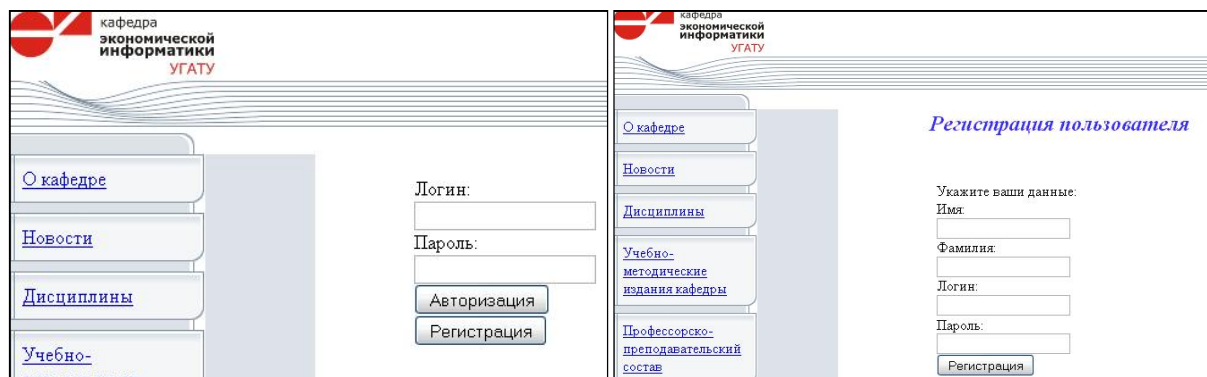 кафедра
экономической
информатики
УГАТУ
О кафедре
Новости
Дисциплины
Учебно-
Логин:
Пароль:
Авторизация
Регистрация
кафедра
экономической
информатики
УГАТУ
О кафедре
Новости
Дисциплины
Учебно-
методические
издания кафедры
Профессорско-
преподавательский
состав
Регистрация пользователя
Укажите ваши данные:
Имя:
Фамилия:
Логин:
Пароль:
Регистрация